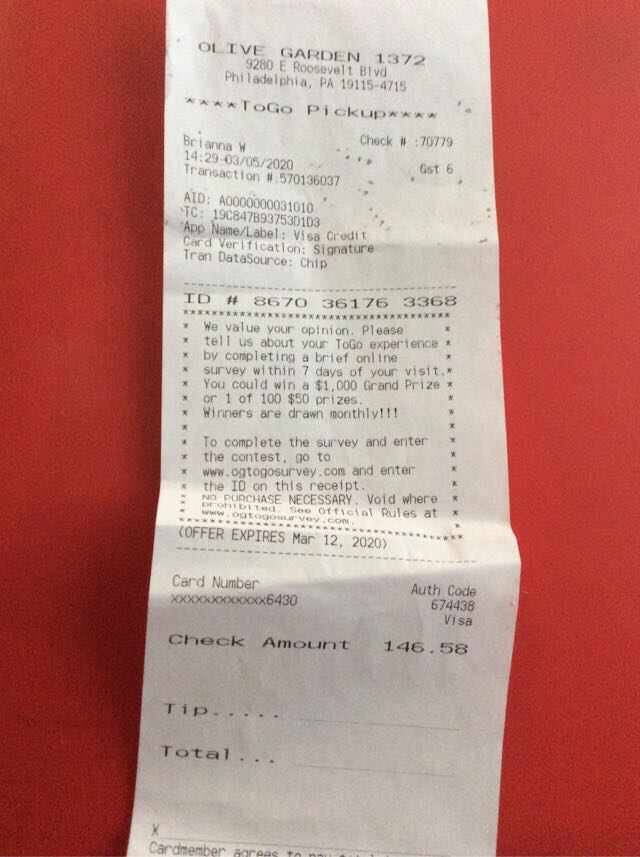 OLIVE GARDEN 1372
9280 E Roosevelt Blvd
Philadelphia, PA 19115-4715
****ToGo Pickup****
Brianna W Check # :70779
14:29 03/05/2020 Gst 6
Transaction #:570136037
AID: A0000000031010
TC: 19C847B93753D1D3
App Name/Label: Visa Credit
Card Verification: Signature
Tran DataSource: Chip
ID # 8670 36176 3368
* We value your opinion. Please *
* tell us about your ToGo experience *
* by completing a brief online *
* survey within 7 days of your visit.*
* You could win a $1,000 Grand Prize *
* or 1 of 100 $50 prizes. *
* Winners are drawn monthly!!! *
* *
* To complete the survey and enter *
* the contest, go to *
* www.ogtogosurvey.com and enter *
* the ID on this receipt. *
* NO PURCHASE NECESSARY. Void where *
* prohibited. See Official Rules at *
* www.ogtogosurvey.com. *
(OFFER EXPIRES Mar 12, 2020)
Card Number Auth Code
XXXXXXXXXXXX6430 674438
Visa
Check Amount 146.58
Tip.....
Total...
X
Cardmember agrees to pay